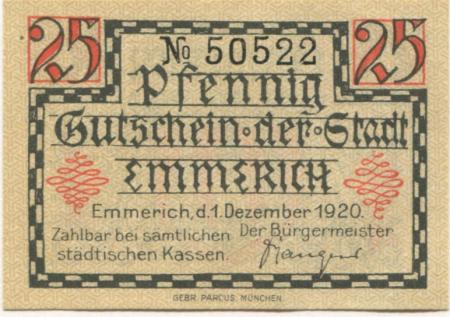 25 25
No 50522
Pfennig
Gutschein der Stadt
EMMERICH
Emmerich, d. 1. Dezember 1920.
Zahlbar bei sämtlichen
städtischen Kassen.
Der Bürgermeister
GEBR. PARCUS, MÜNCHEN.